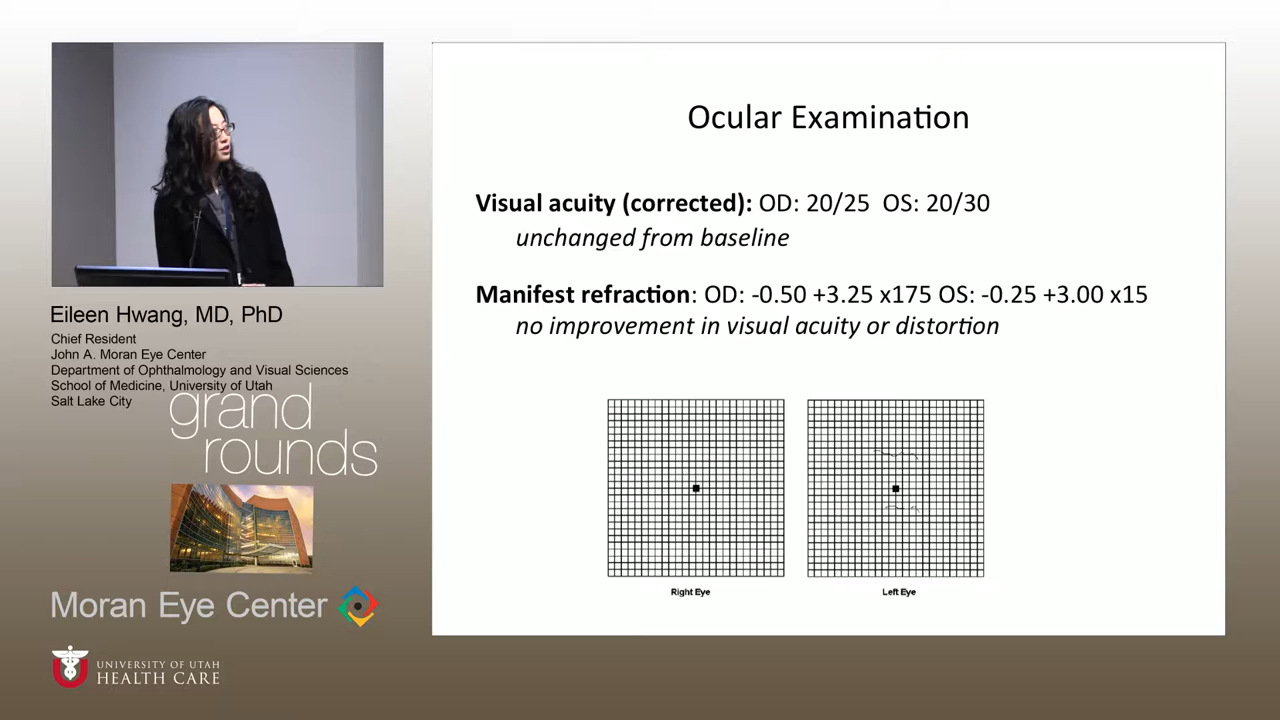 Ocular Examination
Visual acuity (corrected): OD: 20/25 OS: 20/30
unchanged from baseline
Manifest refraction: OD: -0.50 +3.25 x175 OS: -0.25 +3.00 x15
no improvement in visual acuity or distortion
Right Eye
Left Eye
Eileen Hwang, MD, PhD
Chief Resident
John A. Moran Eye Center
Department of Ophthalmology and Visual Sciences
School of Medicine, University of Utah
Salt Lake City
grand
rounds
Moran Eye Center
UNIVERSITY OF UTAH
HEALTH CARE